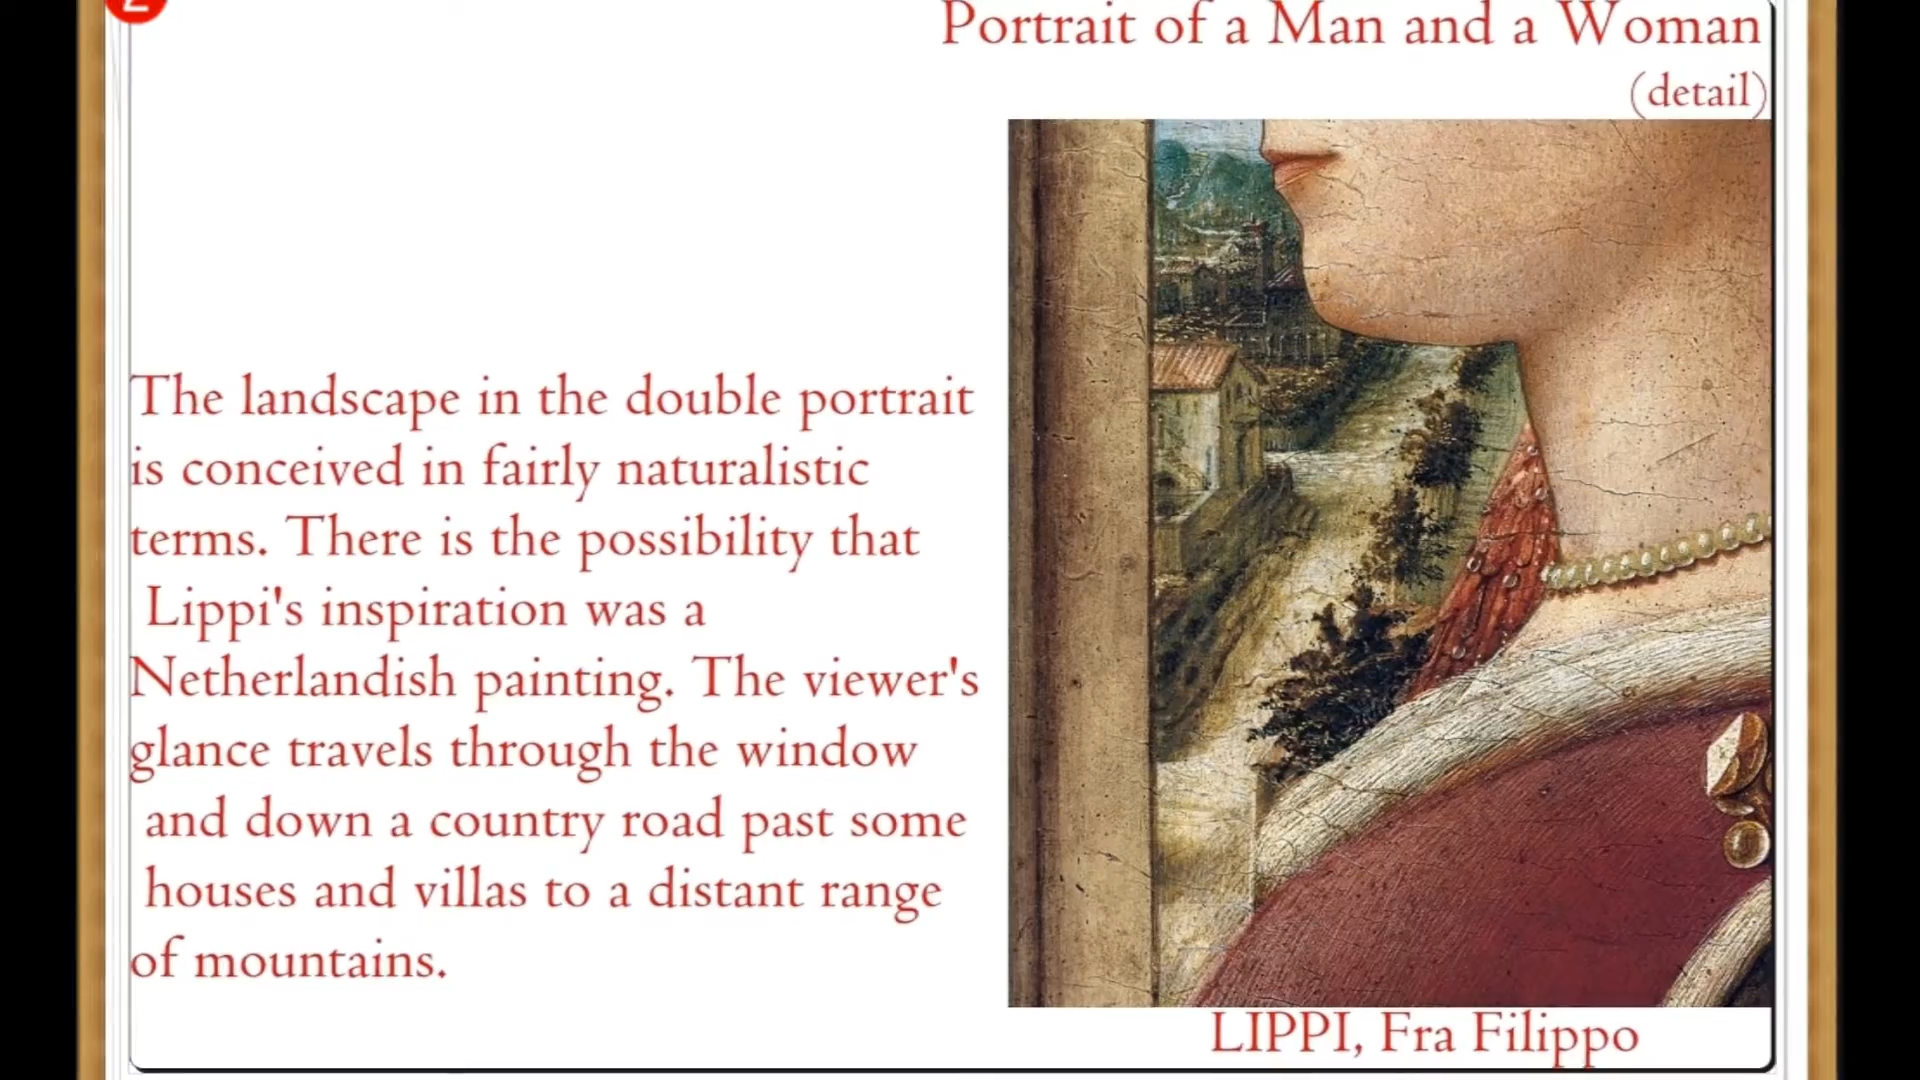 2
Portrait of a Man and a Woman
(detail)
The landscape in the double portrait
is conceived in fairly naturalistic
terms. There is the possibility that
Lippi's inspiration was a
Netherlandish painting. The viewer's
glance travels through the window
and down a country road past some
houses and villas to a distant range
of mountains.
LIPPI, Fra Filippo